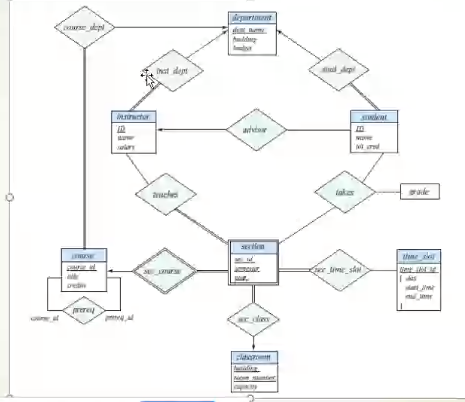 department
dept_name
building
budget
course_dept
inst_dept
stud_dept
instructor
ID
name
salary
student
ID
name
tot_cred
advisor
teaches
takes
grade
course
course_id
title
credits
sec_course
section
sec_id
semester
year
sec_time_slot
time_slot
time_slot_id
{ day
start_time
end_time
}
course_id
prereq
prereq_id
sec_class
classroom
building
room_number
capacity